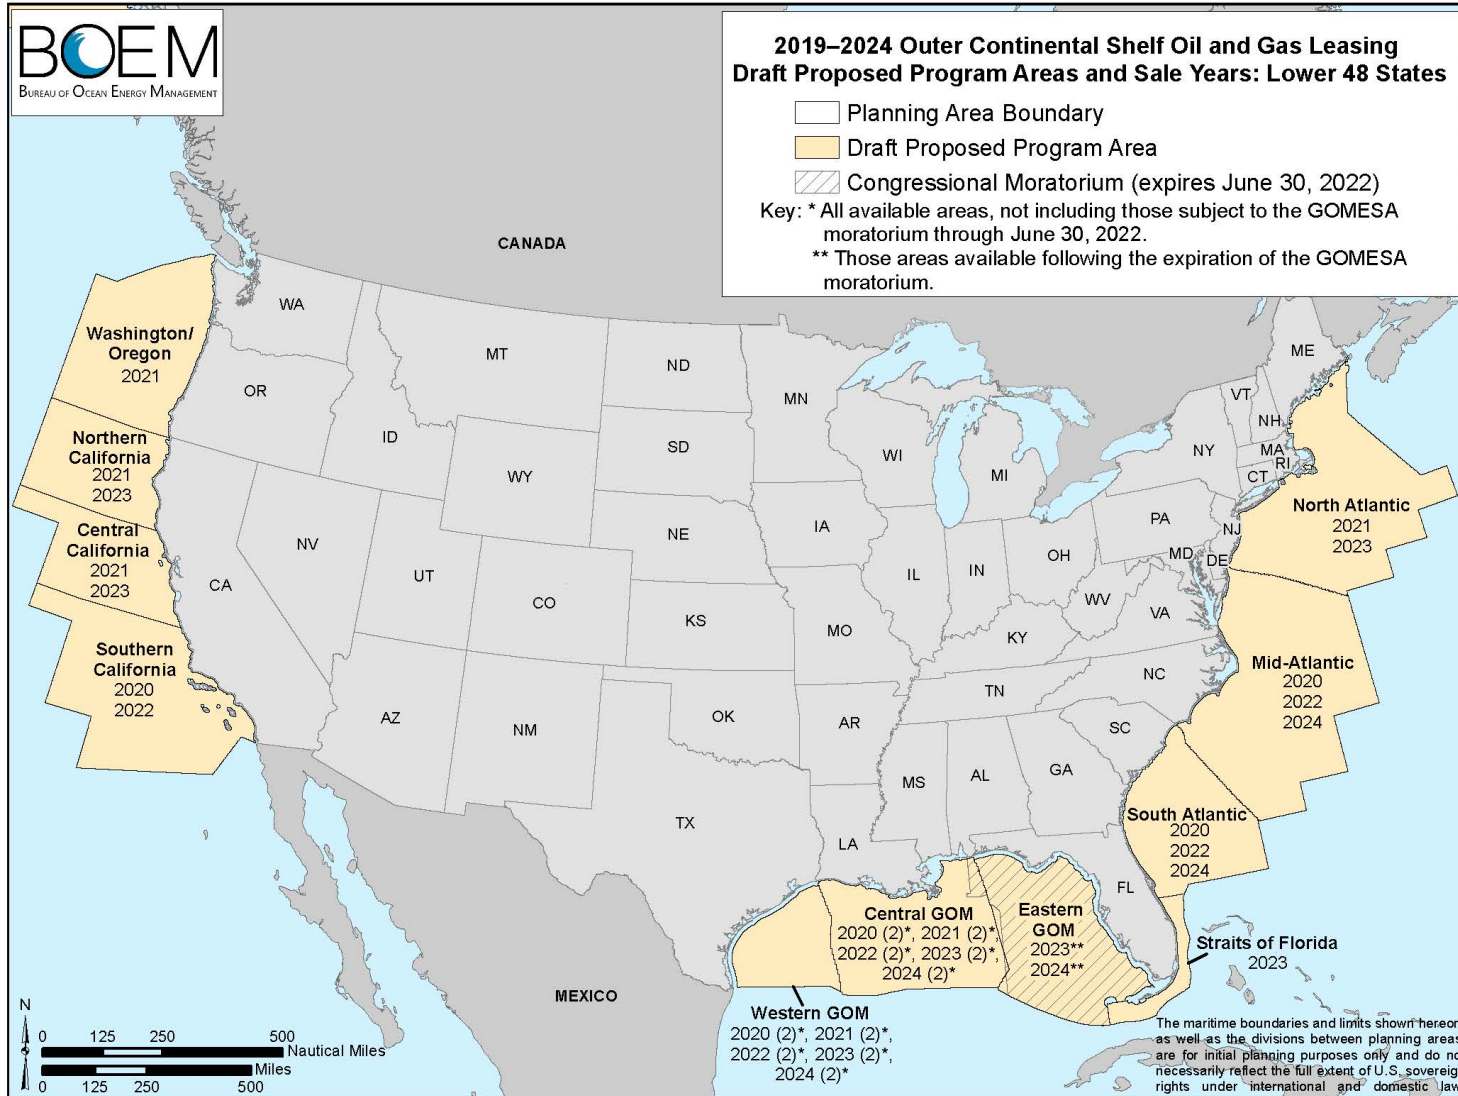 BOEM
BUREAU OF OCEAN ENERGY MANAGEMENT
2019–2024 Outer Continental Shelf Oil and Gas Leasing
Draft Proposed Program Areas and Sale Years: Lower 48 States
Planning Area Boundary
Draft Proposed Program Area
Congressional Moratorium (expires June 30, 2022)
Key: * All available areas, not including those subject to the GOMESA
moratorium through June 30, 2022.
** Those areas available following the expiration of the GOMESA
moratorium.
CANADA
WA
MT
ND
MN
ME
VT
NH
OR
ID
SD
WI
MI
NY
MA
RI
CT
WY
IA
PA
NJ
NE
NV
UT
CO
IL
IN
OH
MD
DE
WV
VA
CA
KS
MO
KY
NC
TN
AZ
NM
OK
AR
SC
MS
AL
GA
TX
LA
FL
MEXICO
Washington/
Oregon
2021
Northern
California
2021
2023
Central
California
2021
2023
Southern
California
2020
2022
North Atlantic
2021
2023
Mid-Atlantic
2020
2022
2024
South Atlantic
2020
2022
2024
Central GOM
2020 (2)*, 2021 (2)*,
2022 (2)*, 2023 (2)*,
2024 (2)*
Eastern
GOM
2023**
2024**
Straits of Florida
2023
Western GOM
2020 (2)*, 2021 (2)*,
2022 (2)*, 2023 (2)*,
2024 (2)*
N
0 125 250 500
Nautical Miles
Miles
0 125 250 500
The maritime boundaries and limits shown hereon
as well as the divisions between planning areas
are for initial planning purposes only and do no
necessarily reflect the full extent of U.S. sovereig
rights under international and domestic law